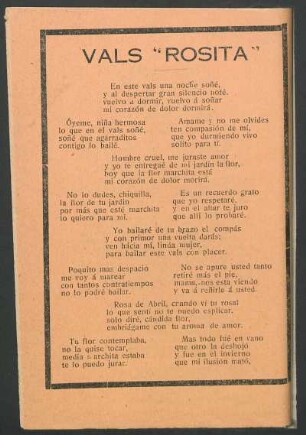 VALS "ROSITA"
En este vals una noche soñé,
y al despertar gran silencio noté.
vuelvo a dormir, vuelvo á soñar
mi corazón de dolor dormirá.
Óyeme, niña hermosa
lo que en el vals soñé,
soñé que agarraditos
contigo lo bailé.
Amame y no me olvides
ten compasión de mí,
que yo durmiendo vivo
solito para tí.
Hombre cruel, me juraste amor
y yo te entregué de mi jardín la flor,
hoy que la flor marchita esté
mi corazón de dolor morirá.
No lo dudes, chiquilla,
la flor de tu jardín
por más que esté marchita
lo quiero para mí.
Es un recuerdo grato
que yo respetaré,
y en el altar te juro
que allí lo probaré.
Yo bailaré de tu brazo el compás
y con primor una vuelta darás;
ven hacia mí, linda mujer,
para bailar este vals con placer.
Poquito mas despacio
me voy á marear
con tantos contratiempos
no lo podré bailar.
No se apure usted tanto
retiré más el pie,
mamá, nos esta viendo
y va á reñirle á usted.
Rosa de Abril, cuando ví tu rosal
lo que sentí no te puedo explicar,
solo diré, cándida flor,
embriágame con tu aroma de amor.
Tu flor contemplaba,
no la quise tocar,
media marchita estaba
te lo puedo jurar.
Mas todo fué en vano
que otro la deshojó
y fue en el invierno
que mi ilusión mató.